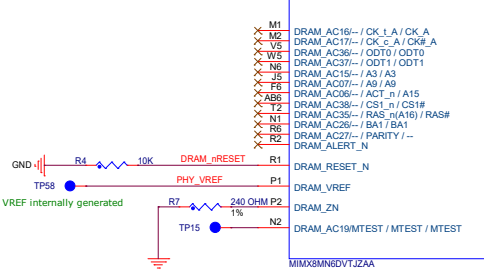 M1 DRAM_AC16/-- / CK_t_A / CK_A
M2 DRAM_AC17/-- / CK_c_A / CK#_A
V5 DRAM_AC36/-- / ODT0 / ODT0
W5 DRAM_AC37/-- / ODT1 / ODT1
N6 DRAM_AC15/-- / A3 / A3
J5 DRAM_AC07/-- / A9 / A9
F6 DRAM_AC06/-- / ACT_n / A15
AB6 DRAM_AC38/-- / CS1_n / CS1#
T2 DRAM_AC35/-- / RAS_n(A16) / RAS#
N1 DRAM_AC26/-- / BA1 / BA1
R6 DRAM_AC27/-- / PARITY / --
R2 DRAM_ALERT_N
GND R4 10K DRAM_nRESET R1 DRAM_RESET_N
TP58 PHY_VREF P1 DRAM_VREF
VREF internally generated
R7 240 OHM P2 DRAM_ZN
1%
TP15 N2 DRAM_AC19/MTEST / MTEST / MTEST
MIMX8MN6DVTJZAA